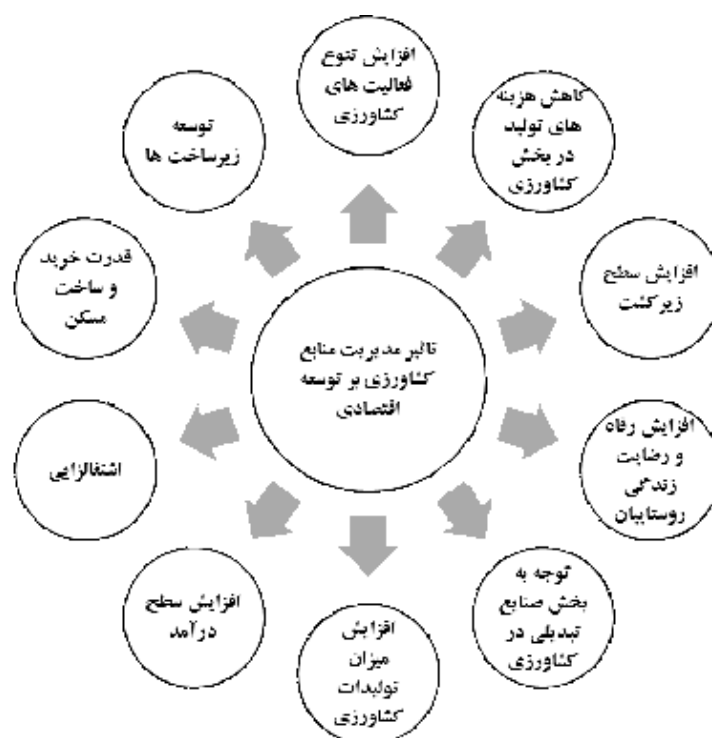 افزایش تنوع
فعالیت های
کشاورزی
کاهش هزینه
های تولید
در بخش
کشاورزی
افزایش سطح
زیرکشت
افزایش رفاه
و رضایت
زندگی
روستاییان
توجه به
بخش صنایع
تبدیلی در
کشاورزی
افزایش
میزان
تولیدات
کشاورزی
افزایش سطح
درآمد
اشتغالزایی
قدرت خرید
و ساخت
مسکن
توسعه
زیرساخت ها
تاثیر مدیریت منابع
کشاورزی بر توسعه
اقتصادی